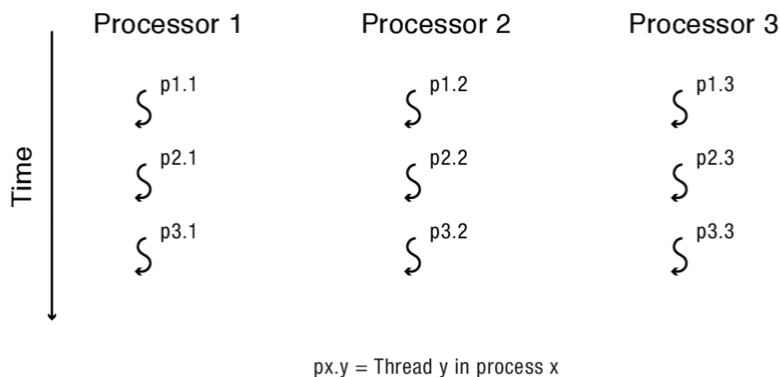 Processor 1 Processor 2 Processor 3
p1.1 p1.2 p1.3
p2.1 p2.2 p2.3
p3.1 p3.2 p3.3
Time
px.y = Thread y in process x